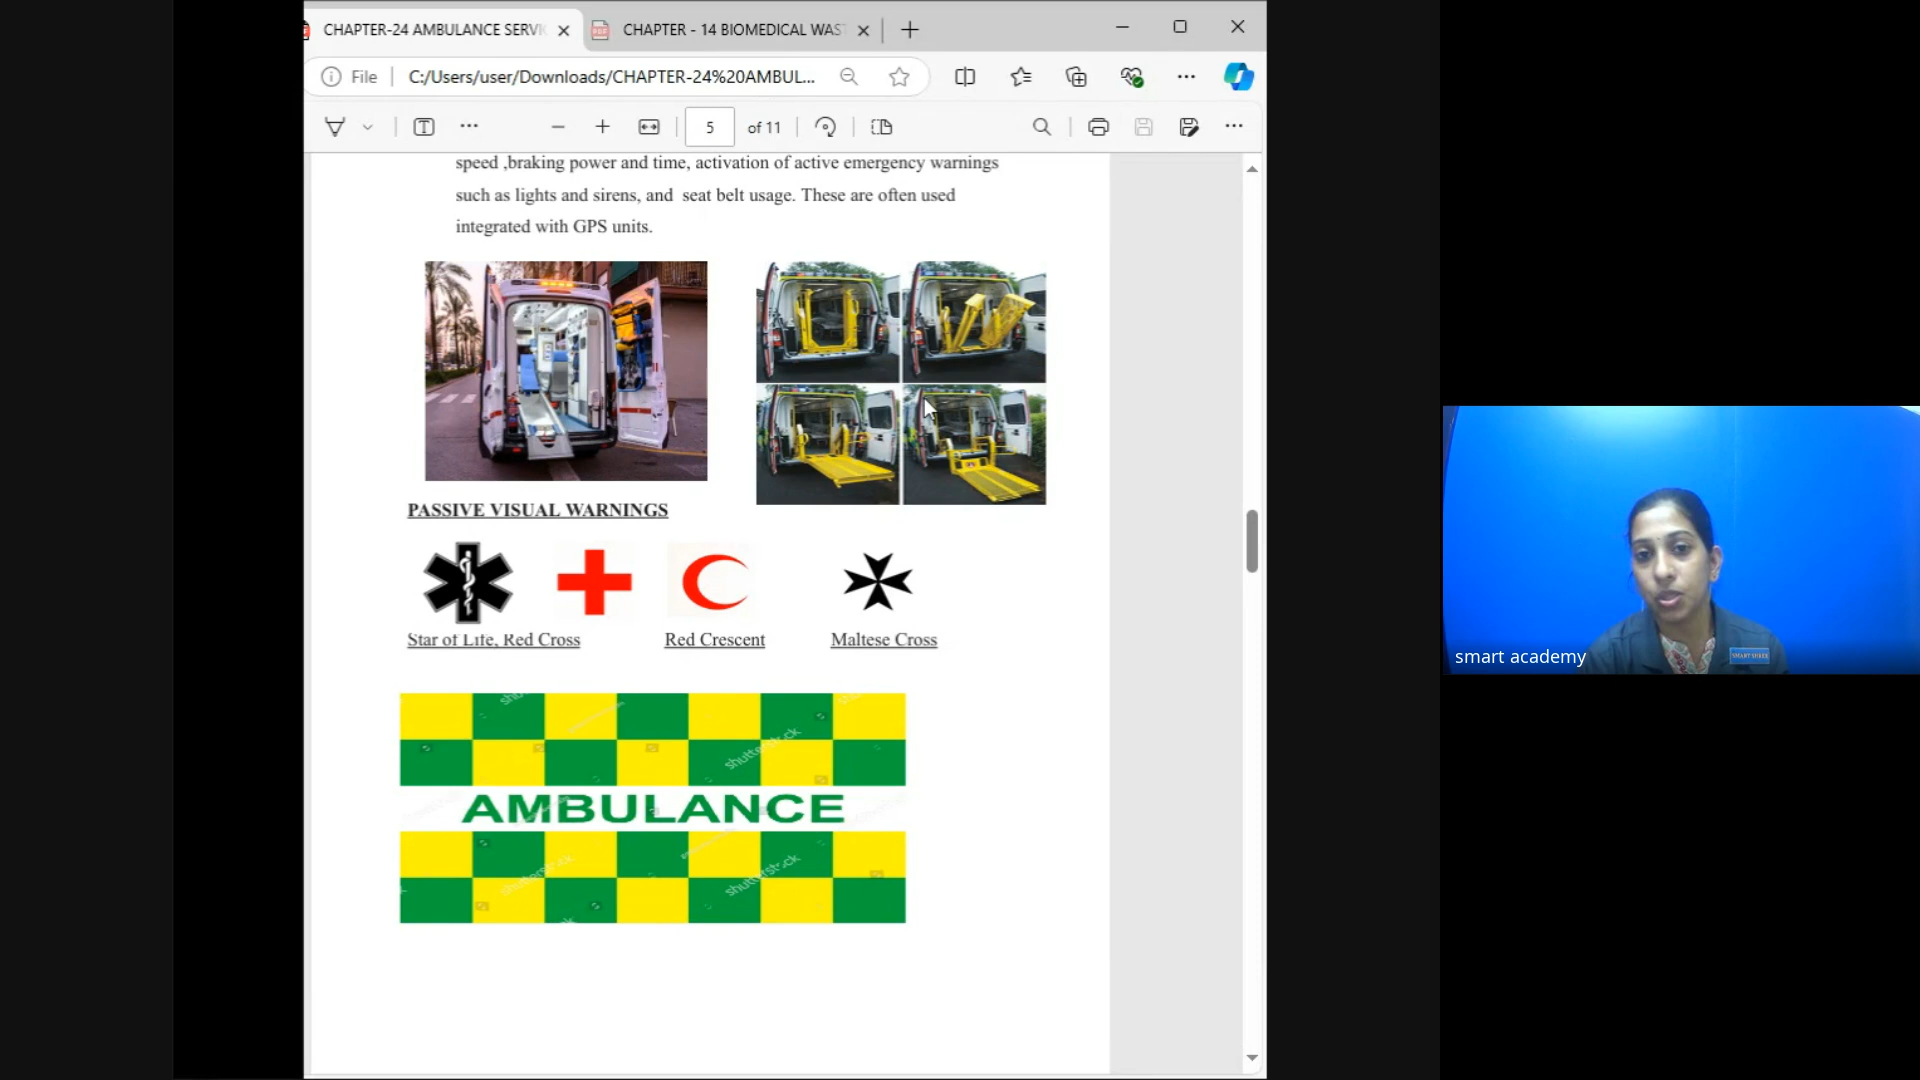 CHAPTER-24 AMBULANCE SERVI
CHAPTER - 14 BIOMEDICAL WAS
File
C:/Users/user/Downloads/CHAPTER-24%20AMBUL...
5 of 11
speed ,braking power and time, activation of active emergency warnings
such as lights and sirens, and seat belt usage. These are often used
integrated with GPS units.
PASSIVE VISUAL WARNINGS
Star of Life, Red Cross
Red Crescent
Maltese Cross
shutterstock
AMBULANCE
shutterstock
shutterstock
smart academy